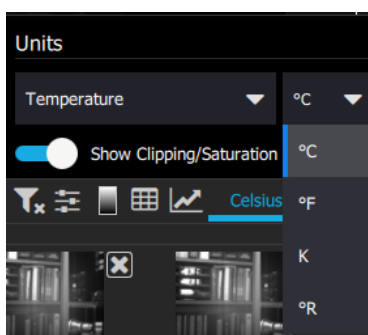 Units
Temperature
°C
Show Clipping/Saturation
°C
Celsius
°F
K
°R